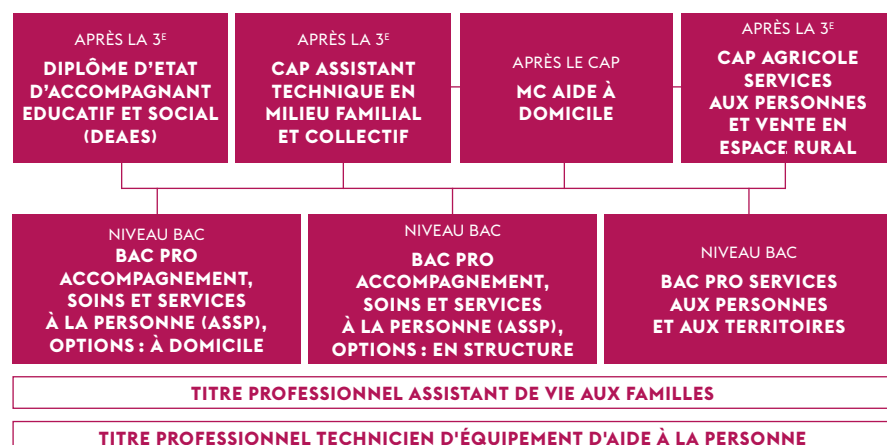 APRÈS LA 3E
DIPLÔME D'ETAT
D'ACCOMPAGNANT
EDUCATIF ET SOCIAL
(DEAES)
APRÈS LA 3E
CAP ASSISTANT
TECHNIQUE EN
MILIEU FAMILIAL
ET COLLECTIF
APRÈS LE CAP
MC AIDE À
DOMICILE
APRÈS LA 3E
CAP AGRICOLE
SERVICES
AUX PERSONNES
ET VENTE EN
ESPACE RURAL
NIVEAU BAC
BAC PRO
ACCOMPAGNEMENT,
SOINS ET SERVICES
À LA PERSONNE (ASSP),
OPTIONS : À DOMICILE
NIVEAU BAC
BAC PRO
ACCOMPAGNEMENT,
SOINS ET SERVICES
À LA PERSONNE (ASSP),
OPTIONS : EN STRUCTURE
NIVEAU BAC
BAC PRO SERVICES
AUX PERSONNES
ET AUX TERRITOIRES
TITRE PROFESSIONNEL ASSISTANT DE VIE AUX FAMILLES
TITRE PROFESSIONNEL TECHNICIEN D'ÉQUIPEMENT D'AIDE À LA PERSONNE